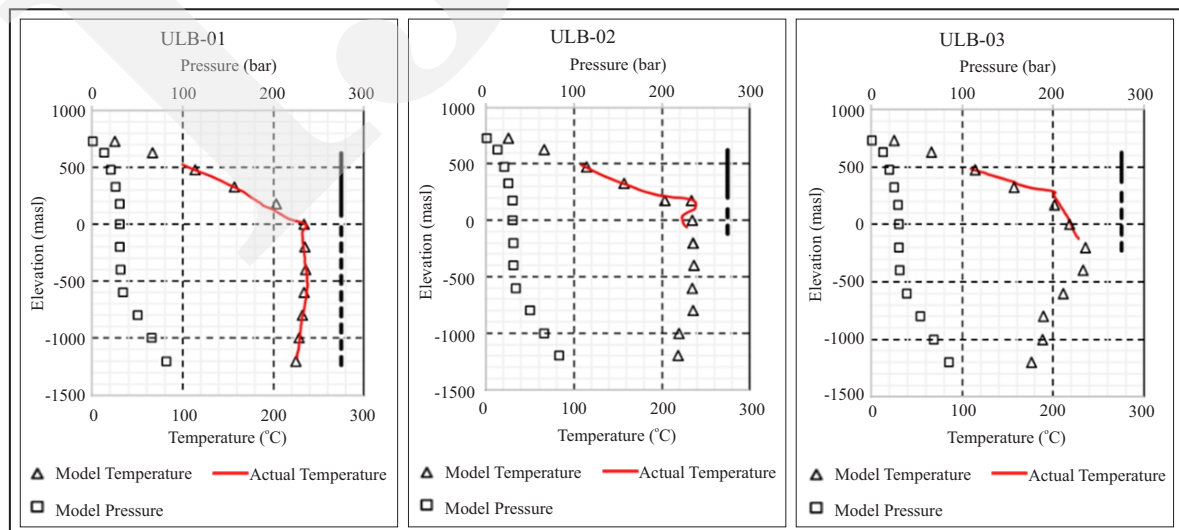 ULB-01
Pressure (bar)
0 100 200 300
1000
500
0
-500
-1000
-1500
Elevation (masl)
0 100 200 300
Temperature (°C)
Model Temperature Actual Temperature
Model Pressure
ULB-02
Pressure (bar)
0 100 200 300
1000
500
0
-500
-1000
-1500
Elevation (masl)
0 100 200 300
Temperature (°C)
Model Temperature Actual Temperature
Model Pressure
ULB-03
Pressure (bar)
0 100 200 300
1000
500
0
-500
-1000
-1500
Elevation (masl)
0 100 200 300
Temperature (°C)
Model Temperature Actual Temperature
Model Pressure